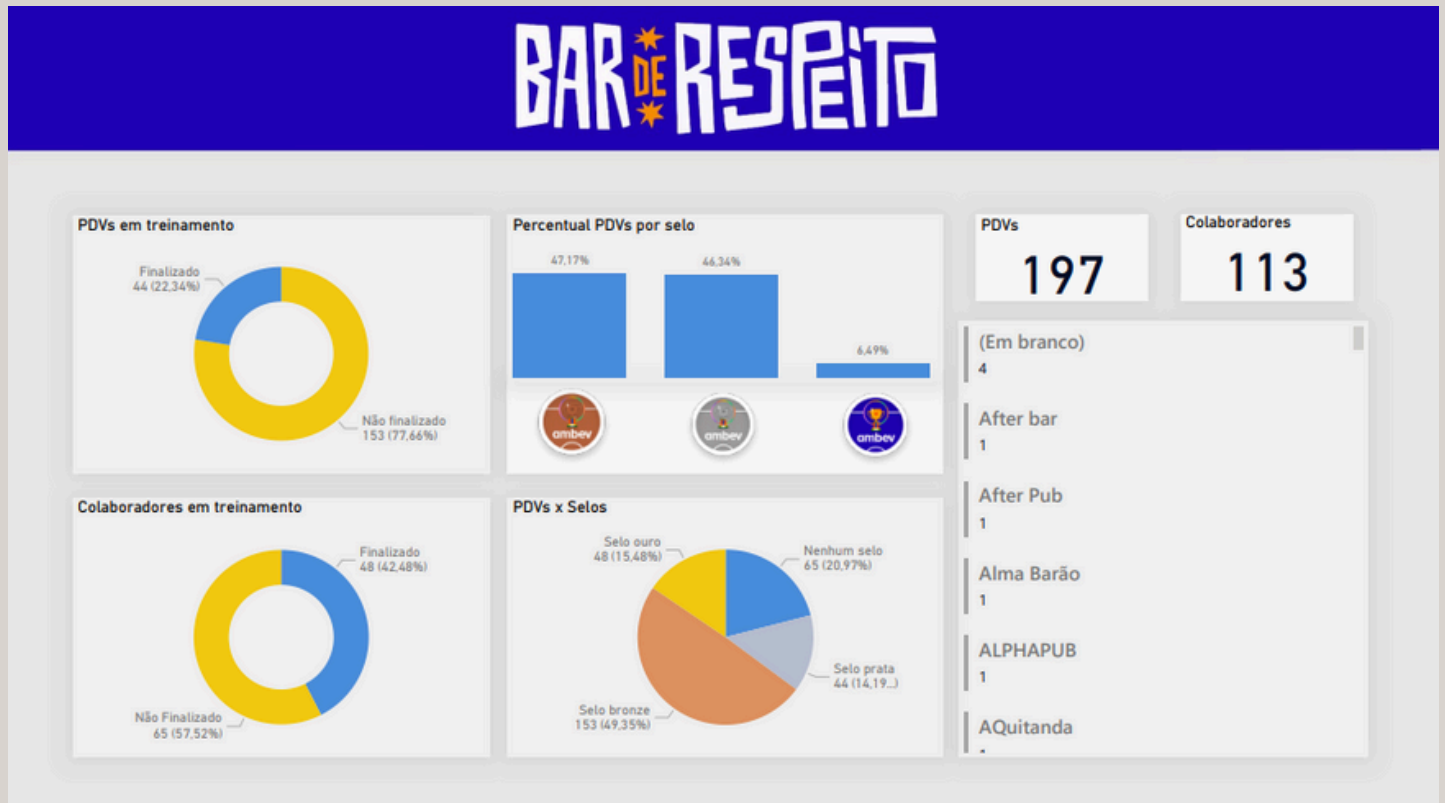 BAR DE RESPEITO
PDVs em treinamento
Finalizado
44 (22,34%)
Não finalizado
153 (77,66%)
Percentual PDVs por selo
47,17%
46,34%
6,49%
ambev
ambev
ambev
PDVs
197
Colaboradores
113
Colaboradores em treinamento
Finalizado
48 (42,48%)
Não Finalizado
65 (57,52%)
PDVs x Selos
Selo ouro
48 (15,48%)
Nenhum selo
65 (20,97%)
Selo prata
44 (14,19...)
Selo bronze
153 (49,35%)
(Em branco)
4
After bar
1
After Pub
1
Alma Barão
1
ALPHAPUB
1
AQuitanda